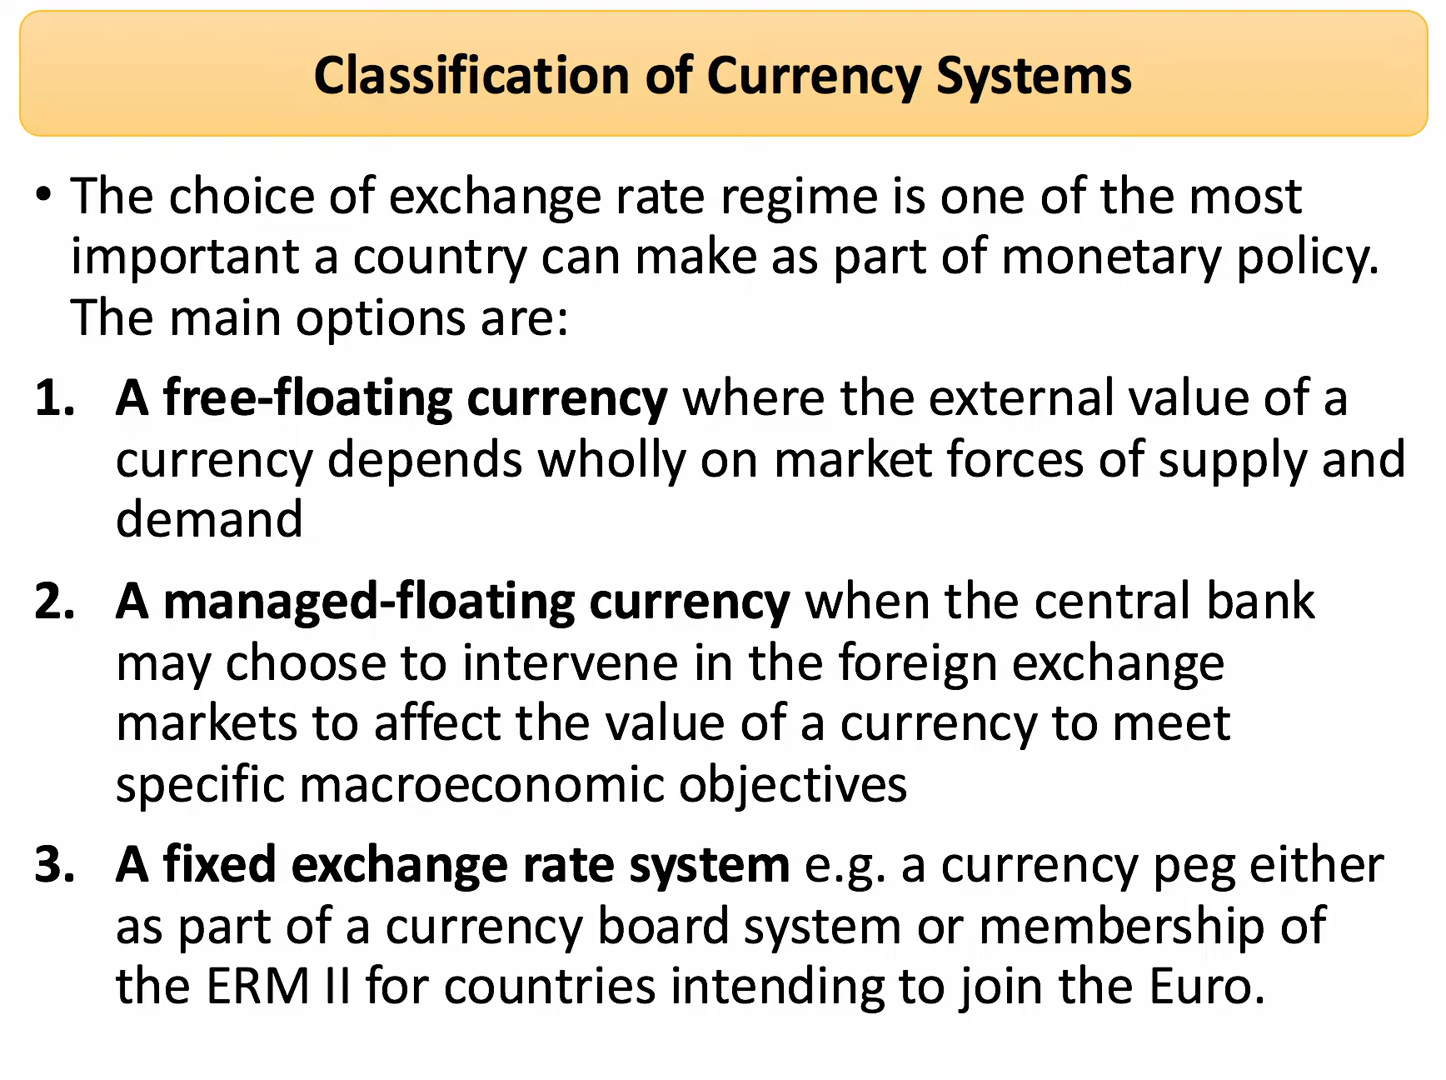 Classification of Currency Systems
• The choice of exchange rate regime is one of the most
important a country can make as part of monetary policy.
The main options are:
1. A free-floating currency where the external value of a
currency depends wholly on market forces of supply and
demand
2. A managed-floating currency when the central bank
may choose to intervene in the foreign exchange
markets to affect the value of a currency to meet
specific macroeconomic objectives
3. A fixed exchange rate system e.g. a currency peg either
as part of a currency board system or membership of
the ERM II for countries intending to join the Euro.